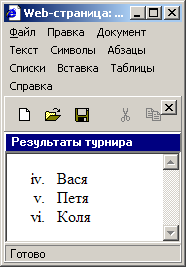 Web-страница: ...
Файл Правка Документ
Текст Символы Абзацы
Списки Вставка Таблицы
Справка
Результаты турнира
iv. Вася
v. Петя
vi. Коля
Готово